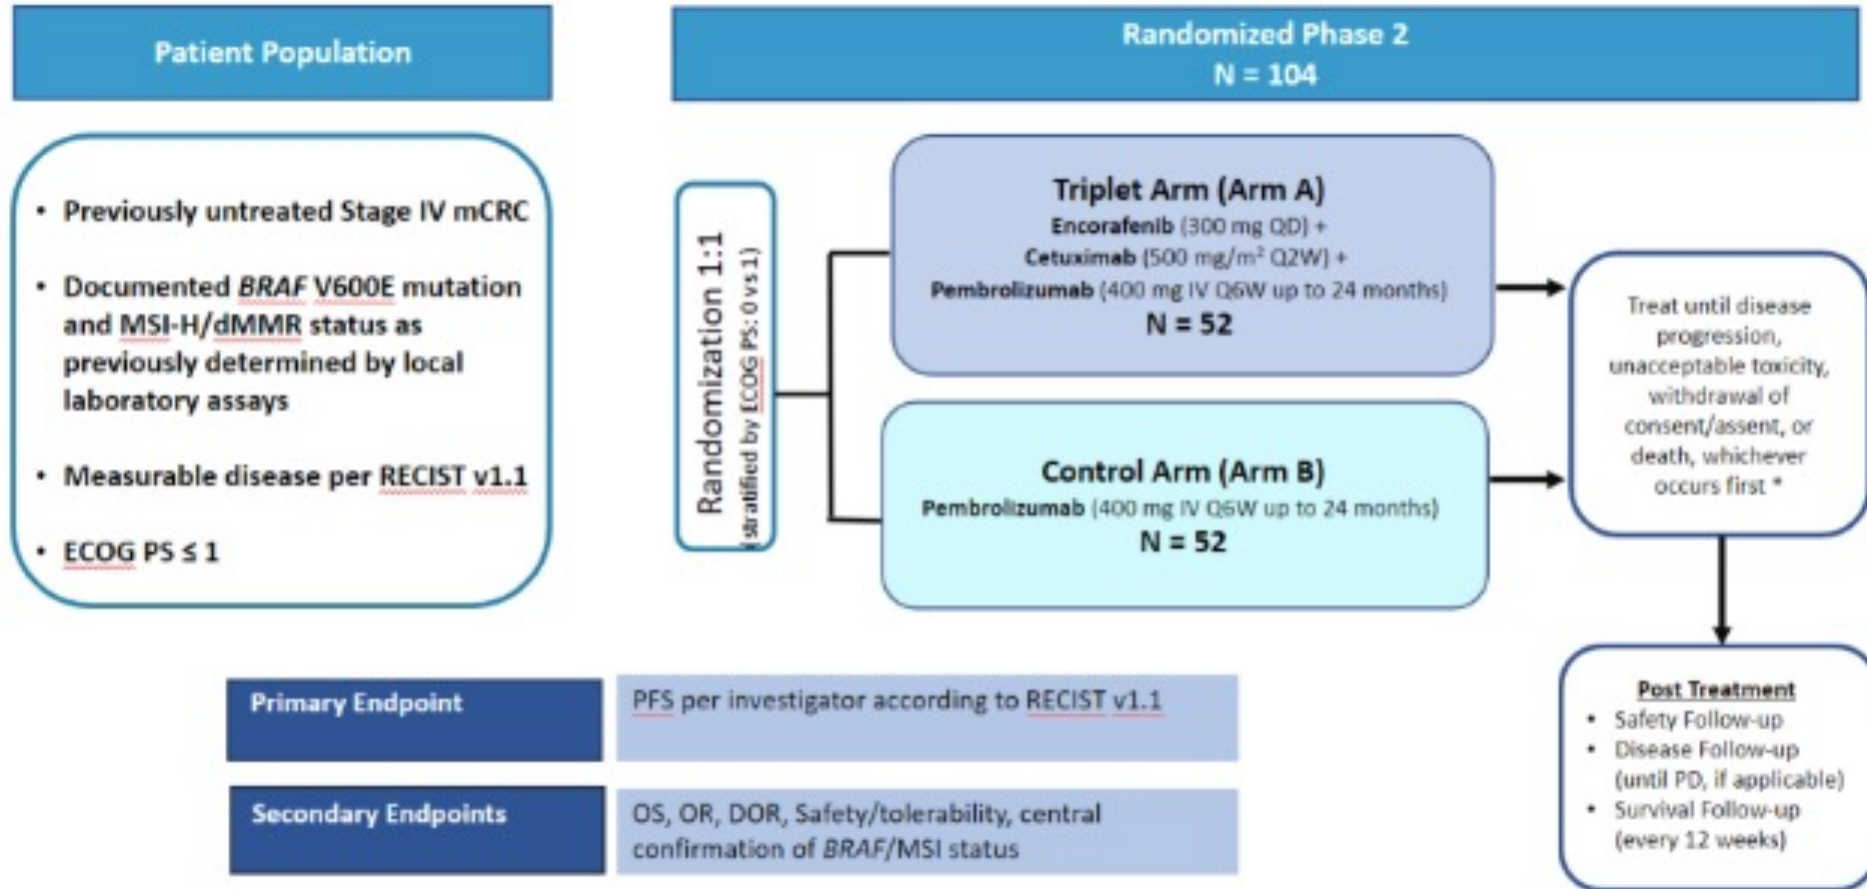 Patient Population
• Previously untreated Stage IV mCRC
• Documented BRAF V600E mutation
and MSI-H/dMMR status as
previously determined by local
laboratory assays
• Measurable disease per RECIST v1.1
• ECOG PS ≤ 1
Randomized Phase 2
N = 104
Randomization 1:1
(stratified by ECOG PS: 0 vs 1)
Triplet Arm (Arm A)
Encorafenib (300 mg QD) +
Cetuximab (500 mg/m² Q2W) +
Pembrolizumab (400 mg IV Q6W up to 24 months)
N = 52
Control Arm (Arm B)
Pembrolizumab (400 mg IV Q6W up to 24 months)
N = 52
Treat until disease
progression,
unacceptable toxicity,
withdrawal of
consent/assent, or
death, whichever
occurs first *
Post Treatment
• Safety Follow-up
• Disease Follow-up
(until PD, if applicable)
• Survival Follow-up
(every 12 weeks)
Primary Endpoint
PFS per investigator according to RECIST v1.1
Secondary Endpoints
OS, OR, DOR, Safety/tolerability, central
confirmation of BRAF/MSI status